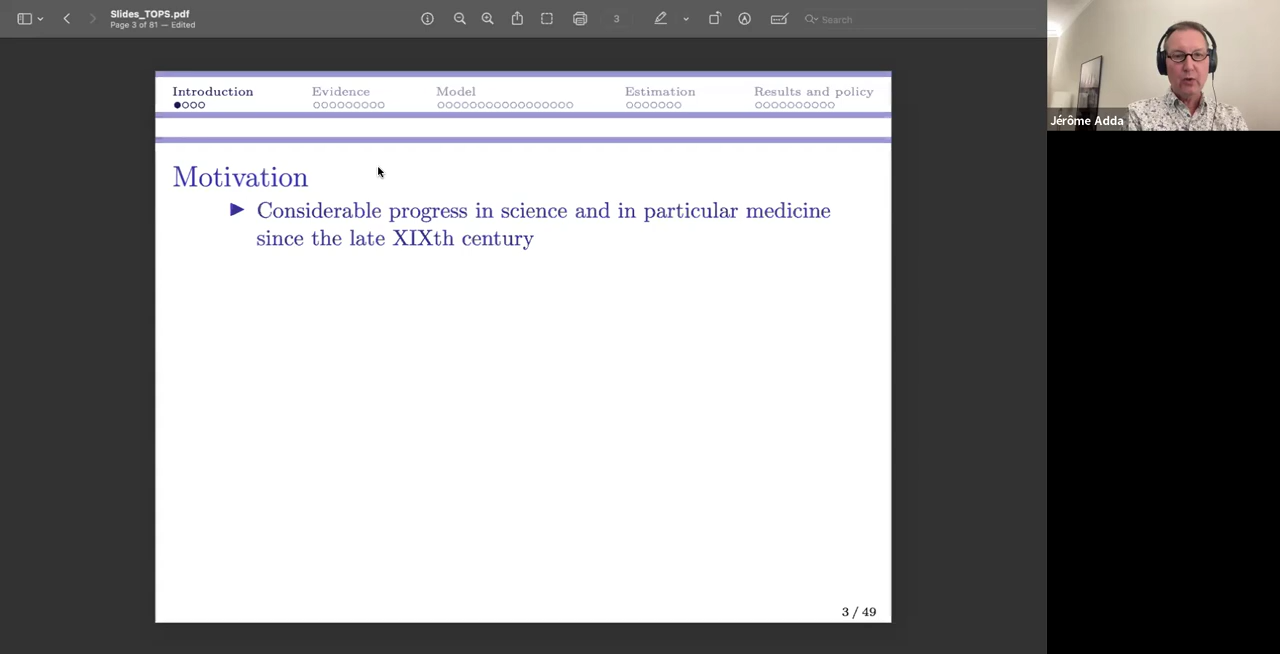 Slides_TOPS.pdf
Page 3 of 81 — Edited
3
Search
Jérôme Adda
Introduction Evidence Model Estimation Results and policy
Motivation
Considerable progress in science and in particular medicine
since the late XIXth century
3 / 49